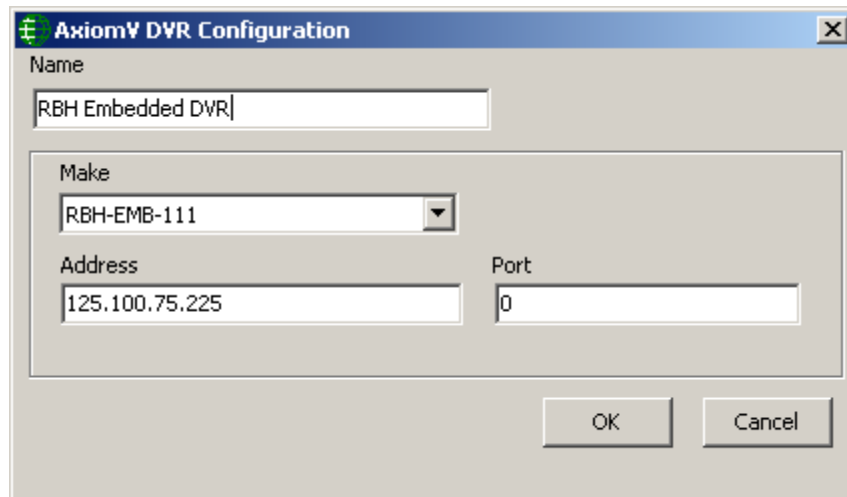 AxiomV DVR Configuration
Name
RBH Embedded DVR
Make
RBH-EMB-111
Address Port
125.100.75.225 0
OK Cancel